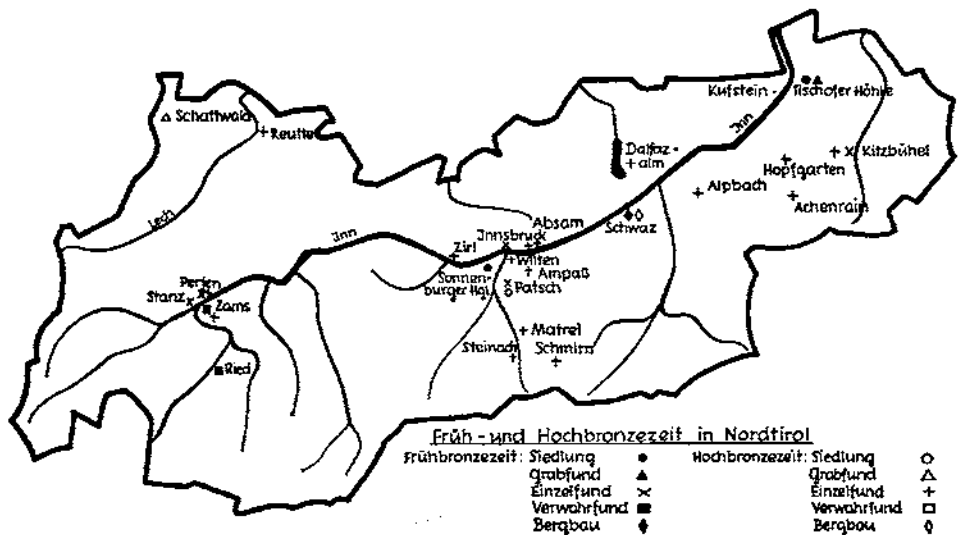 Kufstein - Tischofer Höhle
Schattwald
Reutte
Inn
Dalfaz -
alm
Kitzbühel
Hopfgarten
Alpbach
Achenrain
Lech
Schwaz
Absam
Inn
Innsbruck
Zirl
Wilten
Ampaß
Sonnen-
burger
Patsch
Perjen
Stanz
Zams
Matrei
Steinach
Schmirn
Ried
Früh - und Hochbronzezeit in Nordtirol
Frühbronzezeit: Siedlung
Grabfund
Einzelfund
Verwahrfund
Bergbau
Hochbronzezeit: Siedlung
Grabfund
Einzelfund
Verwahrfund
Bergbau